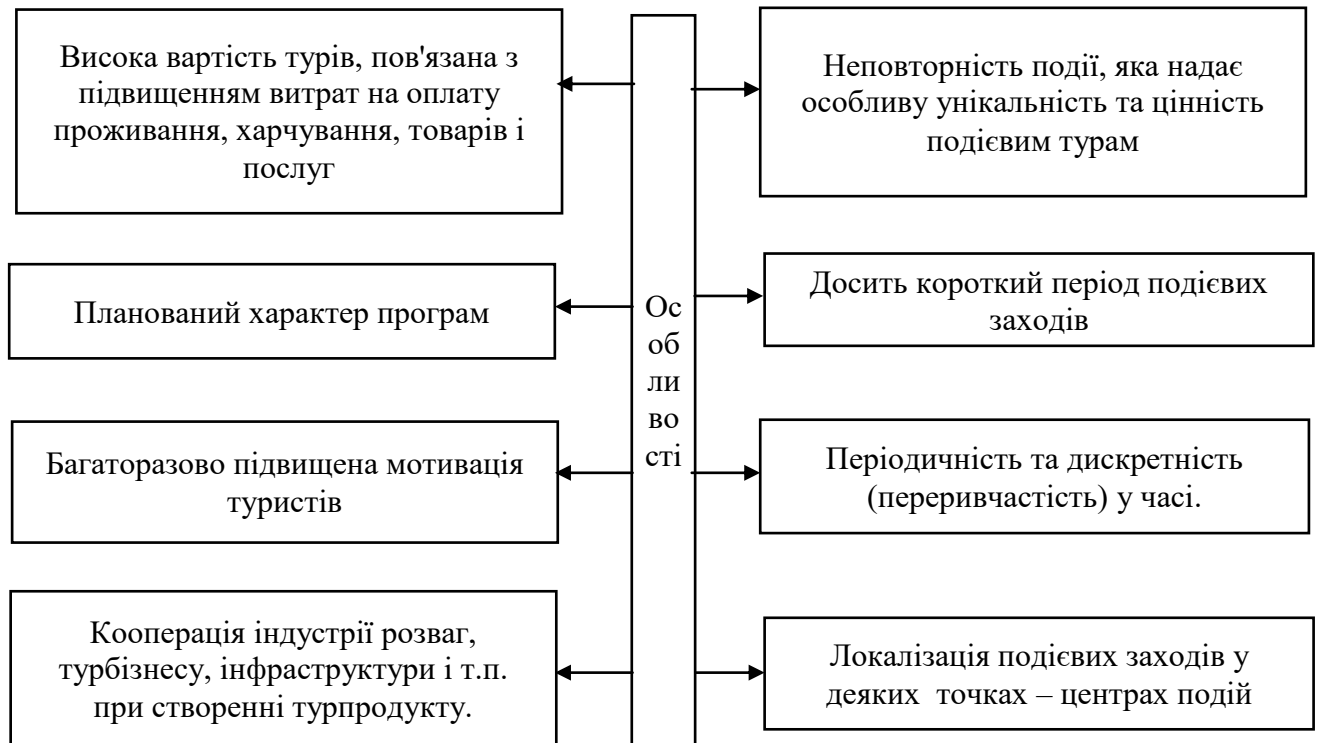 Висока вартість турів, пов'язана з
підвищенням витрат на оплату
проживання, харчування, товарів і
послуг
Неповторність події, яка надає
особливу унікальність та цінність
подієвим турам
Планований характер програм
Ос
об
ли
во
сті
Досить короткий період подієвих
заходів
Багаторазово підвищена мотивація
туристів
Періодичність та дискретність
(переривчастість) у часі.
Кооперація індустрії розваг,
турбізнесу, інфраструктури і т.п.
при створенні турпродукту.
Локалізація подієвих заходів у
деяких точках – центрах подій